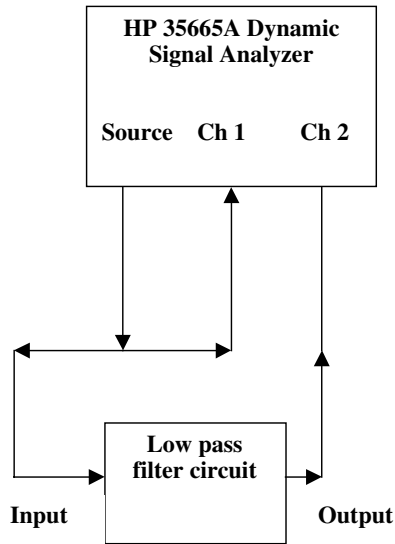 HP 35665A Dynamic
Signal Analyzer
Source Ch 1 Ch 2
Low pass
filter circuit
Input Output